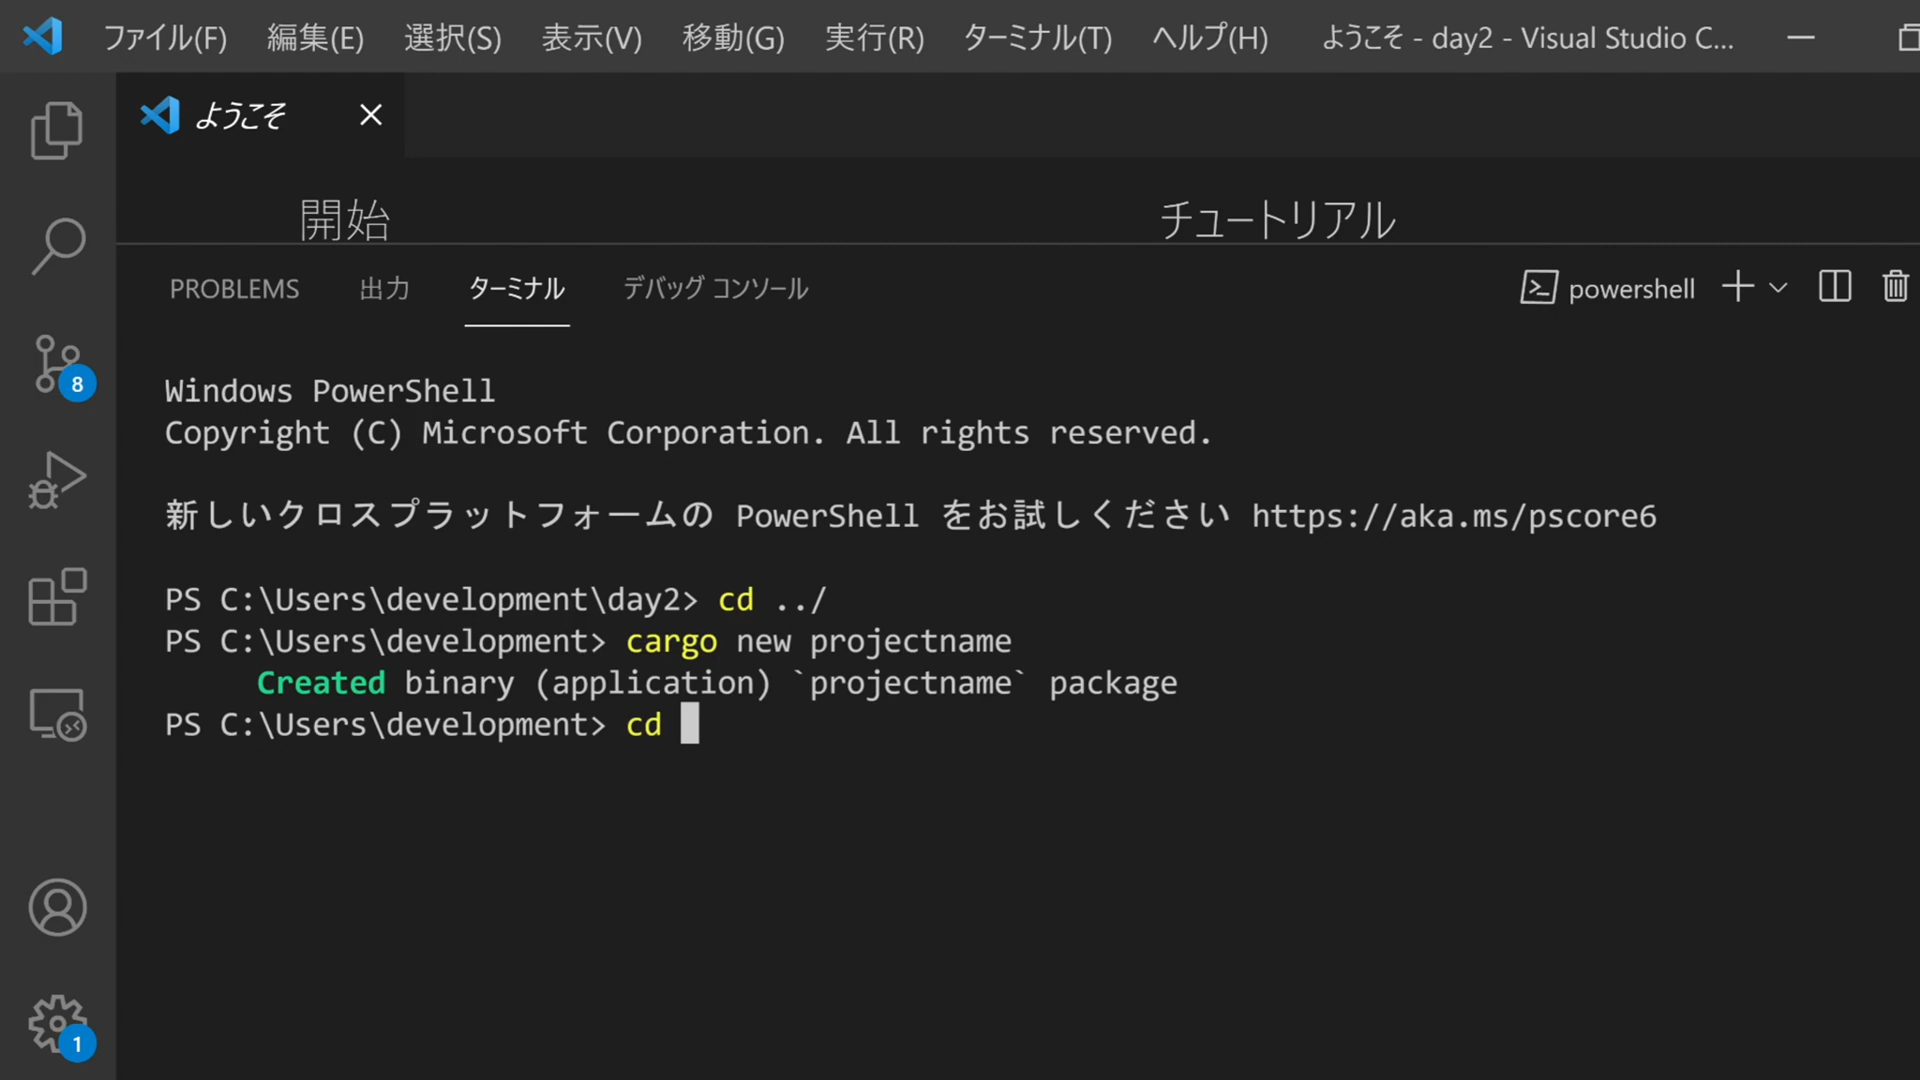 ファイル(F) 編集(E) 選択(S) 表示(V) 移動(G) 実行(R) ターミナル(T) ヘルプ(H) ようこそ - day2 - Visual Studio C...
ようこそ
開始 チュートリアル
PROBLEMS 出力 ターミナル デバッグ コンソール powershell
Windows PowerShell
Copyright (C) Microsoft Corporation. All rights reserved.
新しいクロスプラットフォームの PowerShell をお試しください https://aka.ms/pscore6
PS C:\Users\development\day2> cd ../
PS C:\Users\development> cargo new projectname
Created binary (application) `projectname` package
PS C:\Users\development> cd
8
1